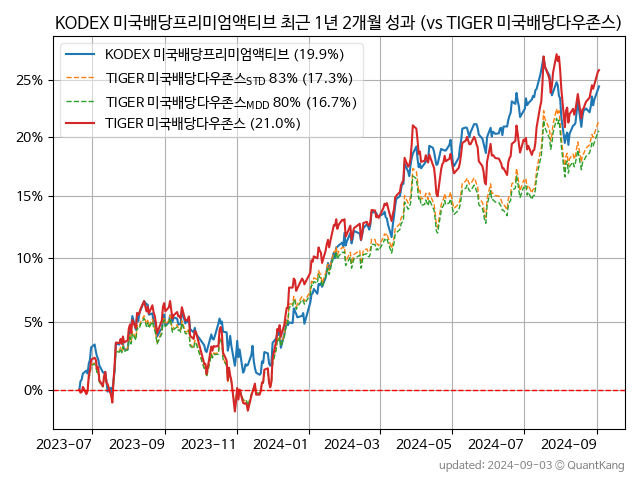 KODEX 미국배당프리미엄액티브 최근 1년 2개월 성과 (vs TIGER 미국배당다우존스)
KODEX 미국배당프리미엄액티브 (19.9%)
TIGER 미국배당다우존스STD 83% (17.3%)
TIGER 미국배당다우존스MDD 80% (16.7%)
TIGER 미국배당다우존스 (21.0%)
25%
20%
15%
10%
5%
0%
2023-07 2023-09 2023-11 2024-01 2024-03 2024-05 2024-07 2024-09
updated: 2024-09-03 © QuantKang